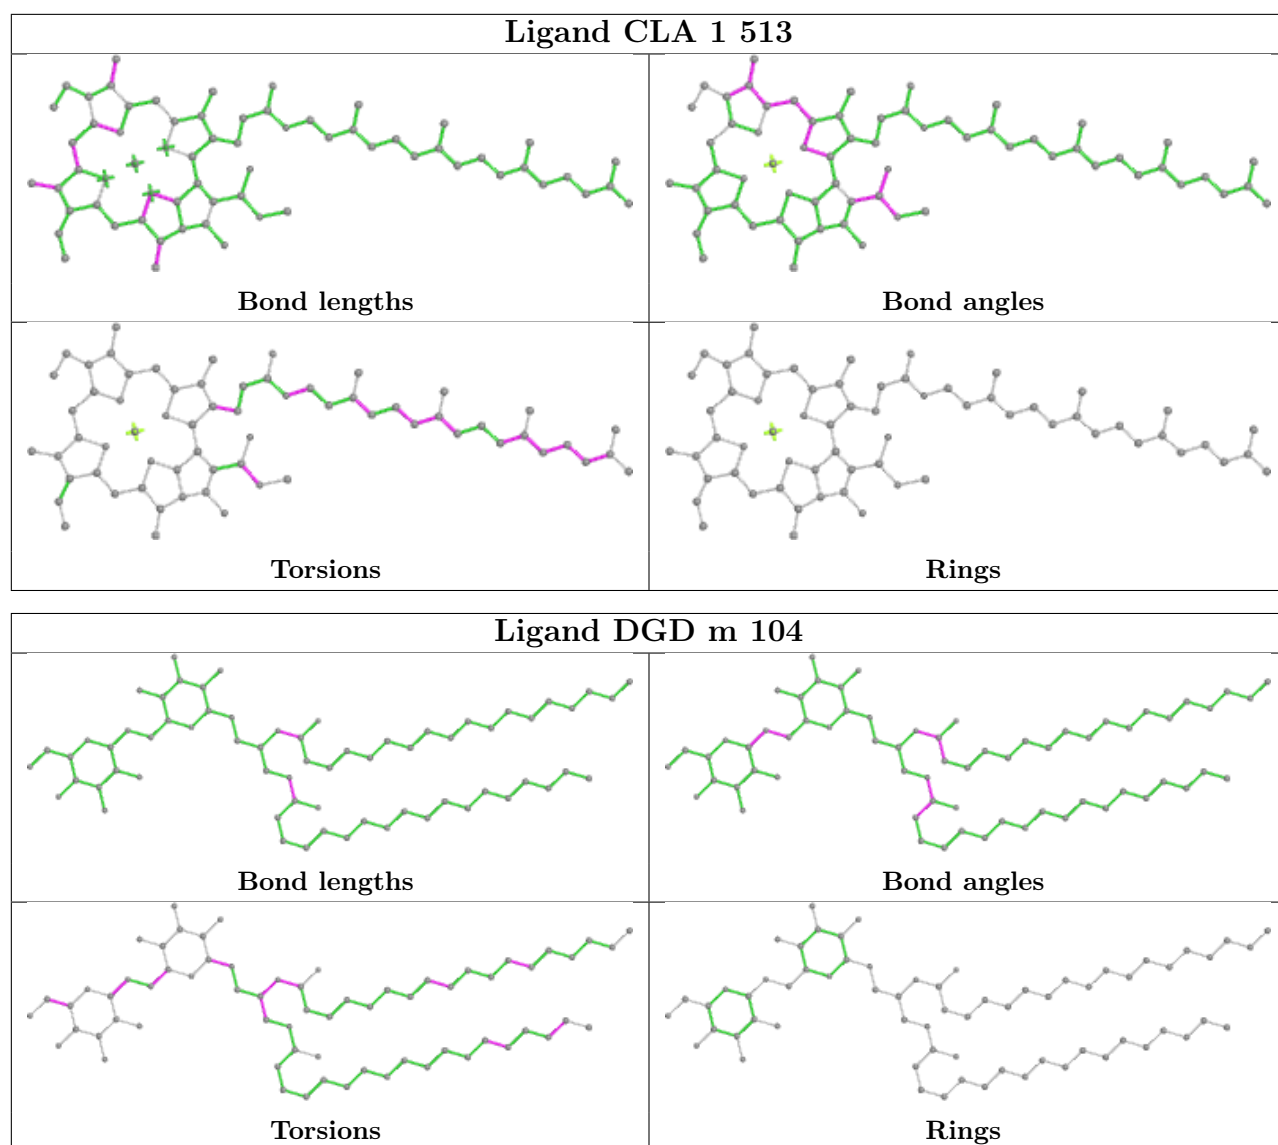 Ligand CLA 1 513
Bond lengths
Bond angles
Torsions
Rings
Ligand DGD m 104
Bond lengths
Bond angles
Torsions
Rings